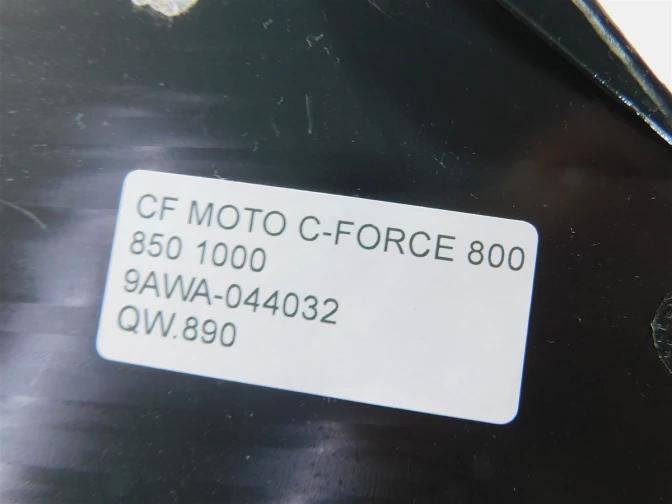 CF MOTO C-FORCE 800
850 1000
9AWA-044032
QW.890